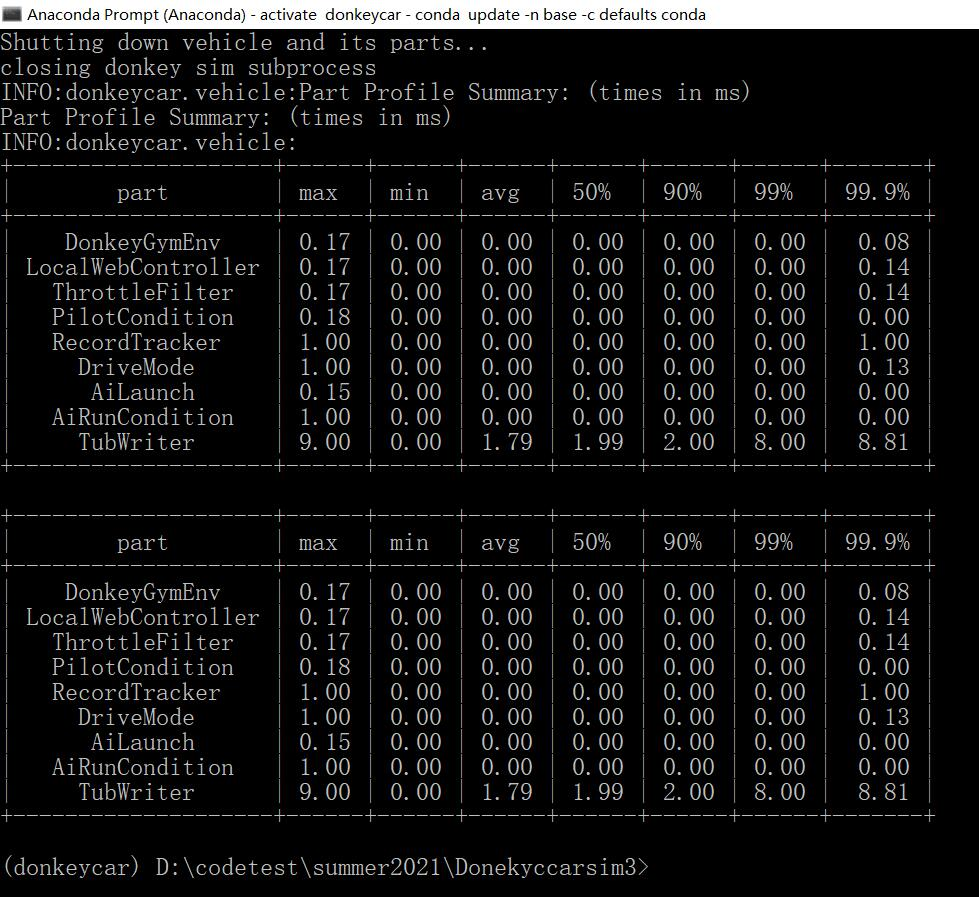 Anaconda Prompt (Anaconda) - activate donkeycar - conda update -n base -c defaults conda
Shutting down vehicle and its parts...
closing donkey sim subprocess
INFO:donkeycar.vehicle:Part Profile Summary: (times in ms)
Part Profile Summary: (times in ms)
INFO:donkeycar.vehicle:
+---------------------+------+------+------+------+------+------+-------+
| part | max | min | avg | 50% | 90% | 99% | 99.9% |
+---------------------+------+------+------+------+------+------+-------+
| DonkeyGymEnv | 0.17 | 0.00 | 0.00 | 0.00 | 0.00 | 0.00 | 0.08 |
| LocalWebController | 0.17 | 0.00 | 0.00 | 0.00 | 0.00 | 0.00 | 0.14 |
| ThrottleFilter | 0.17 | 0.00 | 0.00 | 0.00 | 0.00 | 0.00 | 0.14 |
| PilotCondition | 0.18 | 0.00 | 0.00 | 0.00 | 0.00 | 0.00 | 0.00 |
| RecordTracker | 1.00 | 0.00 | 0.00 | 0.00 | 0.00 | 0.00 | 1.00 |
| DriveMode | 1.00 | 0.00 | 0.00 | 0.00 | 0.00 | 0.00 | 0.13 |
| AiLaunch | 0.15 | 0.00 | 0.00 | 0.00 | 0.00 | 0.00 | 0.00 |
| AiRunCondition | 1.00 | 0.00 | 0.00 | 0.00 | 0.00 | 0.00 | 0.00 |
| TubWriter | 9.00 | 0.00 | 1.79 | 1.99 | 2.00 | 8.00 | 8.81 |
+---------------------+------+------+------+------+------+------+-------+
+---------------------+------+------+------+------+------+------+-------+
| part | max | min | avg | 50% | 90% | 99% | 99.9% |
+---------------------+------+------+------+------+------+------+-------+
| DonkeyGymEnv | 0.17 | 0.00 | 0.00 | 0.00 | 0.00 | 0.00 | 0.08 |
| LocalWebController | 0.17 | 0.00 | 0.00 | 0.00 | 0.00 | 0.00 | 0.14 |
| ThrottleFilter | 0.17 | 0.00 | 0.00 | 0.00 | 0.00 | 0.00 | 0.14 |
| PilotCondition | 0.18 | 0.00 | 0.00 | 0.00 | 0.00 | 0.00 | 0.00 |
| RecordTracker | 1.00 | 0.00 | 0.00 | 0.00 | 0.00 | 0.00 | 1.00 |
| DriveMode | 1.00 | 0.00 | 0.00 | 0.00 | 0.00 | 0.00 | 0.13 |
| AiLaunch | 0.15 | 0.00 | 0.00 | 0.00 | 0.00 | 0.00 | 0.00 |
| AiRunCondition | 1.00 | 0.00 | 0.00 | 0.00 | 0.00 | 0.00 | 0.00 |
| TubWriter | 9.00 | 0.00 | 1.79 | 1.99 | 2.00 | 8.00 | 8.81 |
+---------------------+------+------+------+------+------+------+-------+
(donkeycar) D:\codetest\summer2021\Donekyccarsim3>